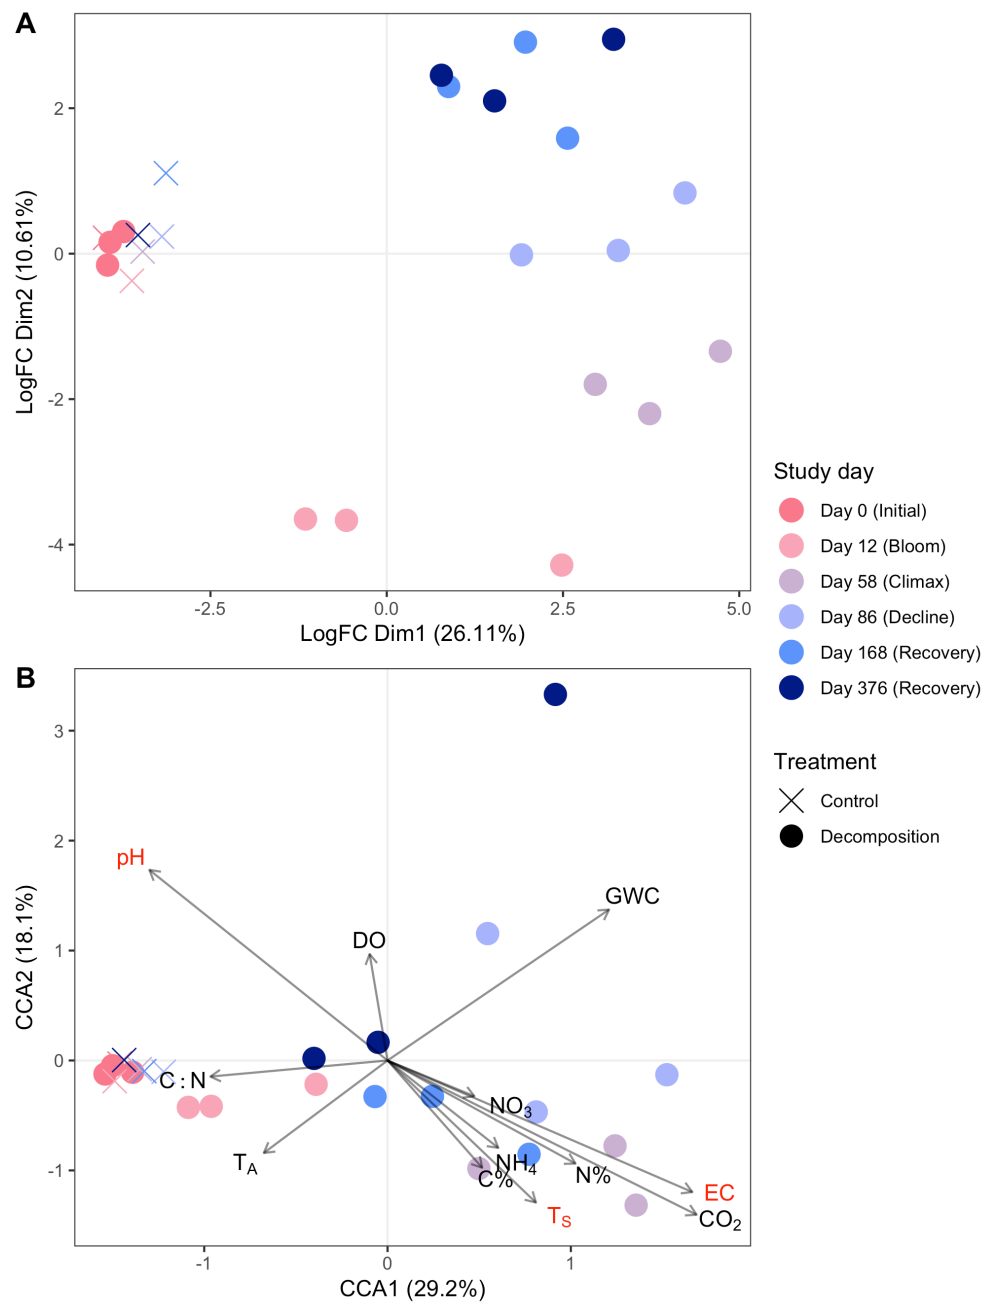 A
2
0
-2
-4
LogFC Dim2 (10.61%)
-2.5
0.0
2.5
5.0
LogFC Dim1 (26.11%)
Study day
Day 0 (Initial)
Day 12 (Bloom)
Day 58 (Climax)
Day 86 (Decline)
Day 168 (Recovery)
Day 376 (Recovery)
Treatment
Control
Decomposition
B
3
2
1
0
-1
CCA2 (18.1%)
pH
GWC
DO
C : N
NO3
TA
NH4
C%
N%
EC
TS
CO2
-1
0
1
CCA1 (29.2%)